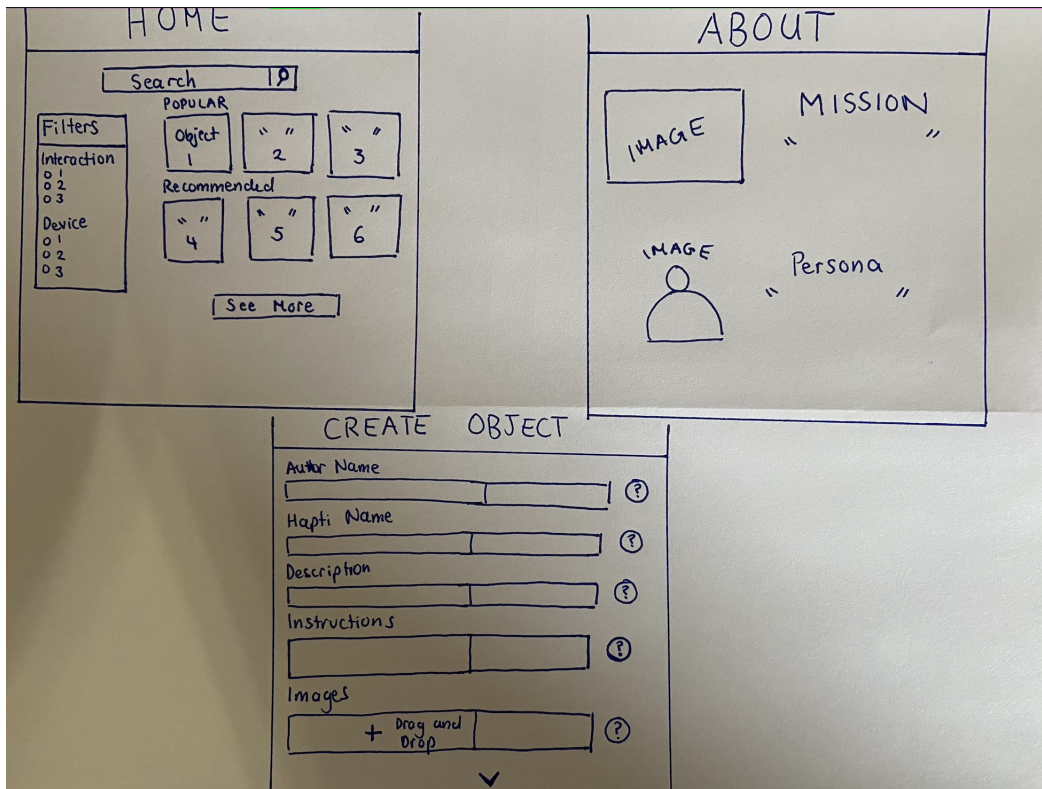 HOME
Search
POPULAR
Filters
Interaction
1
2
3
Device
1
2
3
Object
1
" "
2
" "
3
Recommended
" "
4
" "
5
" "
6
See More
ABOUT
IMAGE
MISSION
" "
IMAGE
Persona
" "
CREATE OBJECT
Autor Name
?
Hapti Name
?
Description
?
Instructions
?
Images
+ Drag and
Drop
?